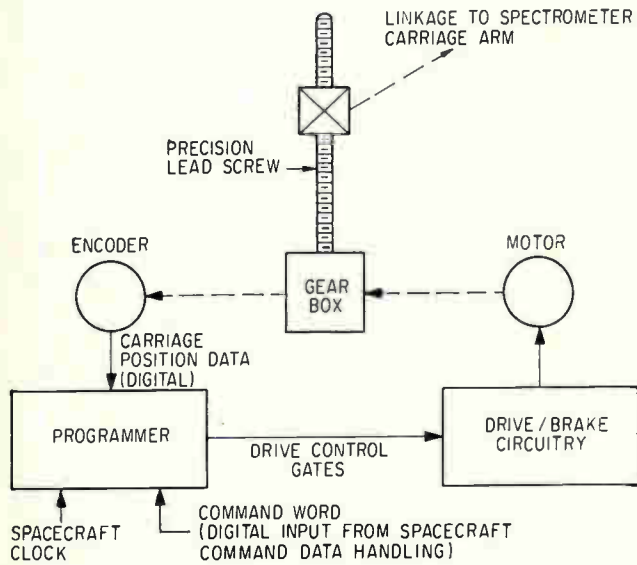 LINKAGE TO SPECTROMETER
CARRIAGE ARM
PRECISION
LEAD SCREW
ENCODER
MOTOR
GEAR
BOX
CARRIAGE
POSITION DATA
(DIGITAL)
PROGRAMMER
DRIVE CONTROL
GATES
DRIVE/BRAKE
CIRCUITRY
SPACECRAFT
CLOCK
COMMAND WORD
(DIGITAL INPUT FROM SPACECRAFT
COMMAND DATA HANDLING)